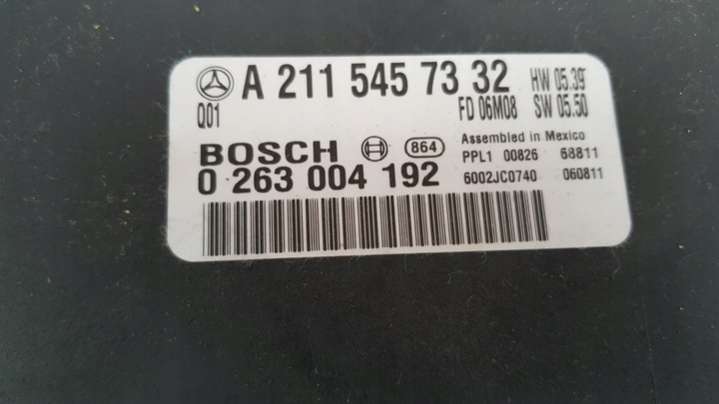 A 211 545 73 32 HW 05.39
Q01 FD 06M08 SW 05.50
BOSCH 864 Assembled in Mexico
PPL1 00826 68811
0 263 004 192 6002JC0740 060811